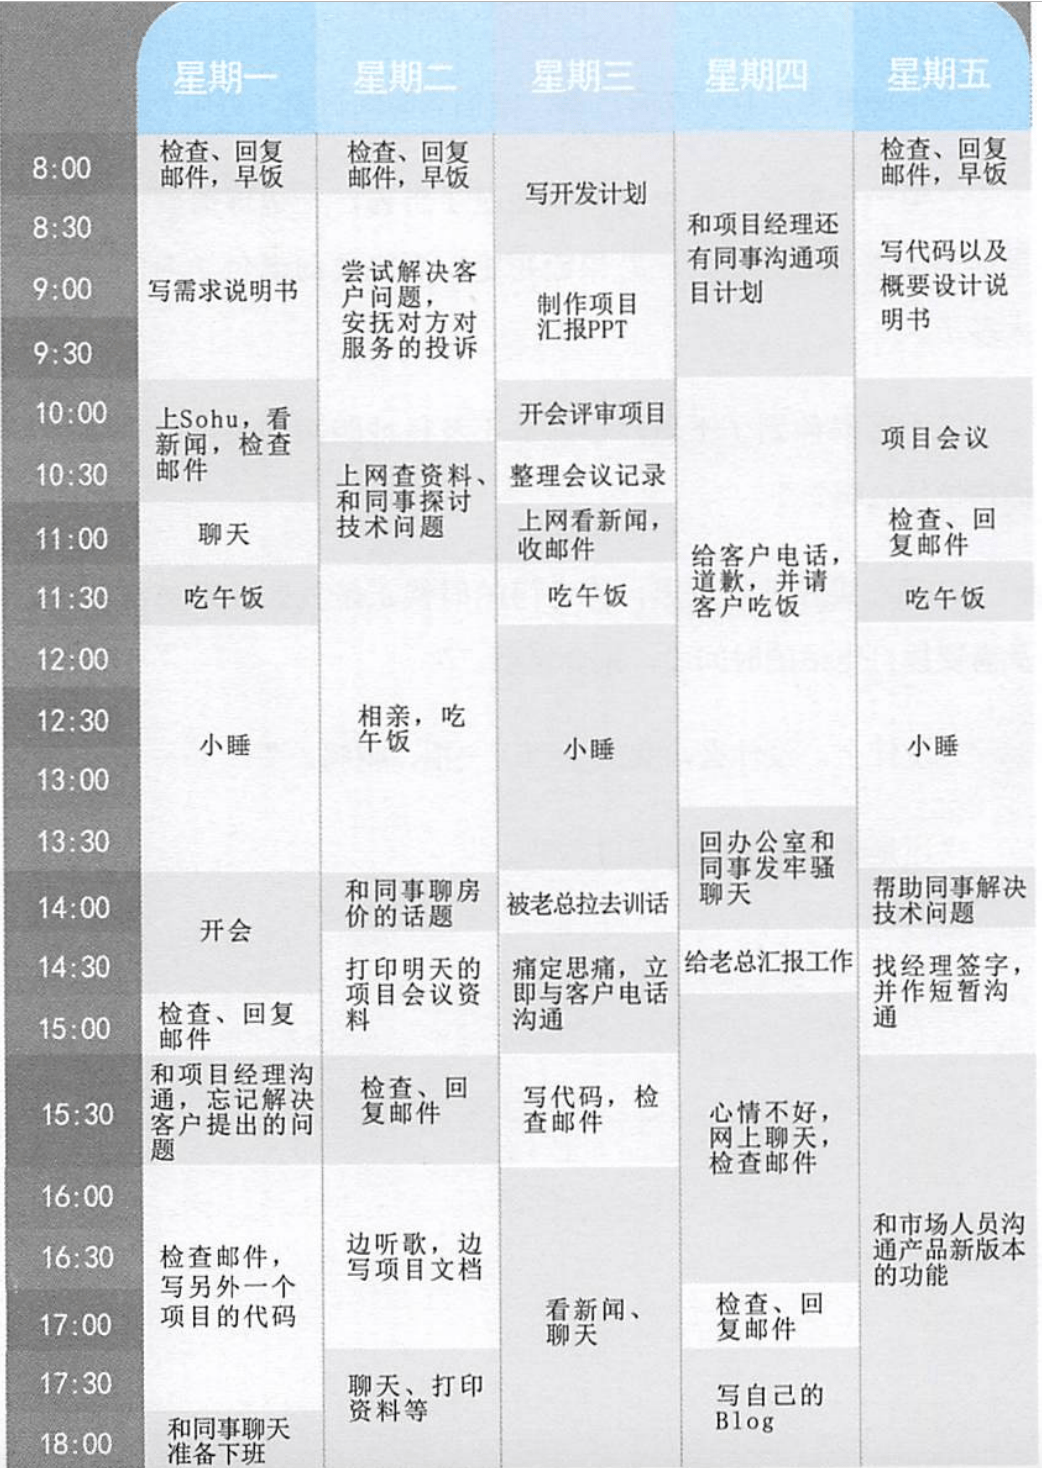 星期一
星期二
星期三
星期四
星期五
8:00
8:30
9:00
9:30
10:00
10:30
11:00
11:30
12:00
12:30
13:00
13:30
14:00
14:30
15:00
15:30
16:00
16:30
17:00
17:30
18:00
检查、回复
邮件，早饭
写需求说明书
上Sohu，看
新闻，检查
邮件
聊天
吃午饭
小睡
开会
检查、回复
邮件
和项目经理沟
通，忘记解决
客户提出的问
题
检查邮件，
写另外一个
项目的代码
和同事聊天
准备下班
检查、回复
邮件，早饭
尝试解决客
户问题，
安抚对方对
服务的投诉
上网查资料、
和同事探讨
技术问题
相亲，吃
午饭
和同事聊房
价的话题
打印明天的
项目会议资
料
检查、回
复邮件
边听歌，边
写项目文档
聊天、打印
资料等
写开发计划
制作项目
汇报PPT
开会评审项目
整理会议记录
上网看新闻，
收邮件
吃午饭
小睡
被老总拉去训话
痛定思痛，立
即与客户电话
沟通
写代码，检
查邮件
看新闻、
聊天
和项目经理还
有同事沟通项
目计划
给客户电话，
道歉，并请
客户吃饭
回办公室和
同事发牢骚
聊天
给老总汇报工作
心情不好，
网上聊天，
检查邮件
检查、回
复邮件
写自己的
Blog
检查、回复
邮件，早饭
写代码以及
概要设计说
明书
项目会议
检查、回
复邮件
吃午饭
小睡
帮助同事解决
技术问题
找经理签字，
并作短暂沟
通
和市场人员沟
通产品新版本
的功能